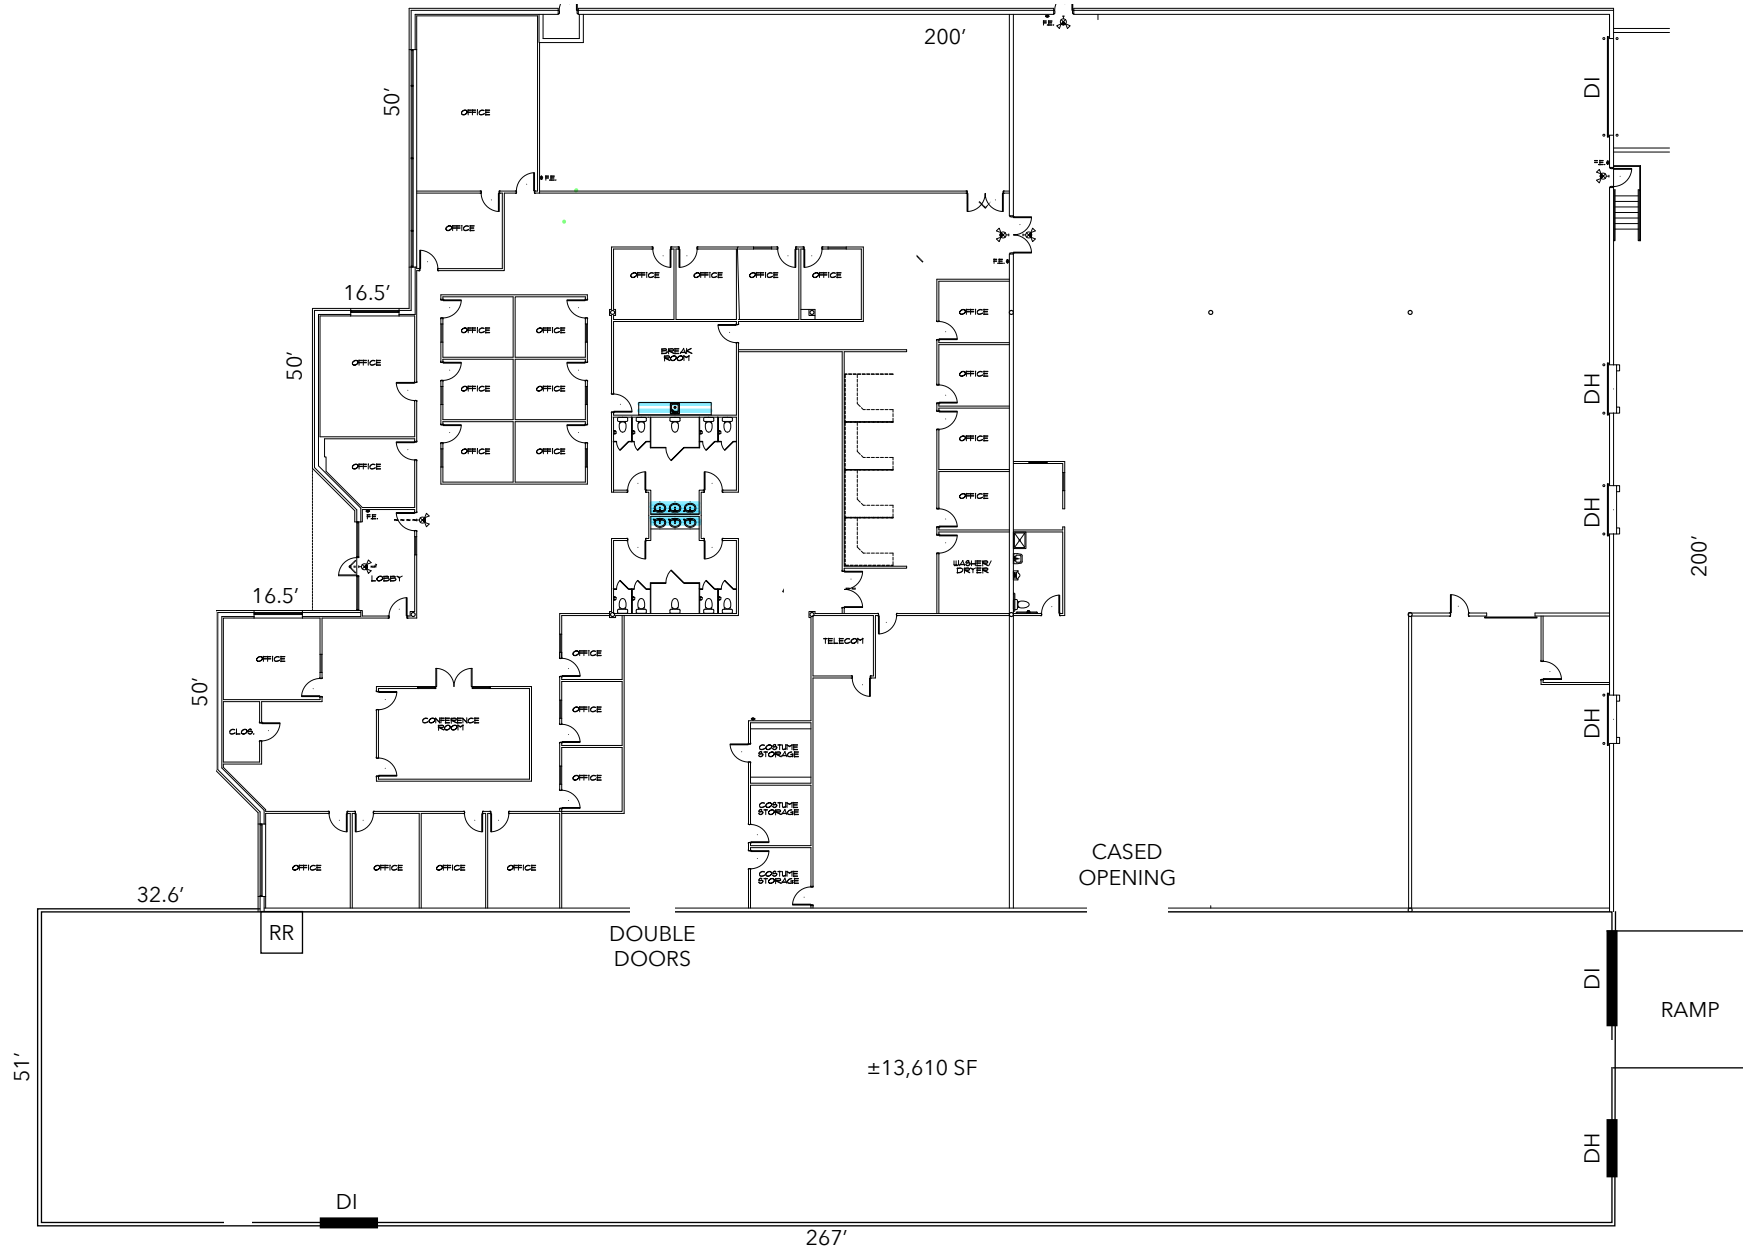 F.E.
200'
DI
50'
OFFICE
F.E.
F.E.
OFFICE
F.E.
OFFICE
OFFICE
OFFICE
OFFICE
16.5'
OFFICE
OFFICE
OFFICE
BREAK
ROOM
50'
OFFICE
OFFICE
DH
OFFICE
OFFICE
OFFICE
OFFICE
OFFICE
OFFICE
OFFICE
DH
F.E.
200'
WASHER/
DRYER
LOBBY
16.5'
TELECOM
OFFICE
OFFICE
50'
OFFICE
DH
CONFERENCE
ROOM
CLOS.
COSTUME
STORAGE
OFFICE
COSTUME
STORAGE
CASED
OPENING
OFFICE
OFFICE
OFFICE
OFFICE
COSTUME
STORAGE
32.6'
RR
DOUBLE
DOORS
DI
RAMP
51'
±13,610 SF
DH
DI
267'